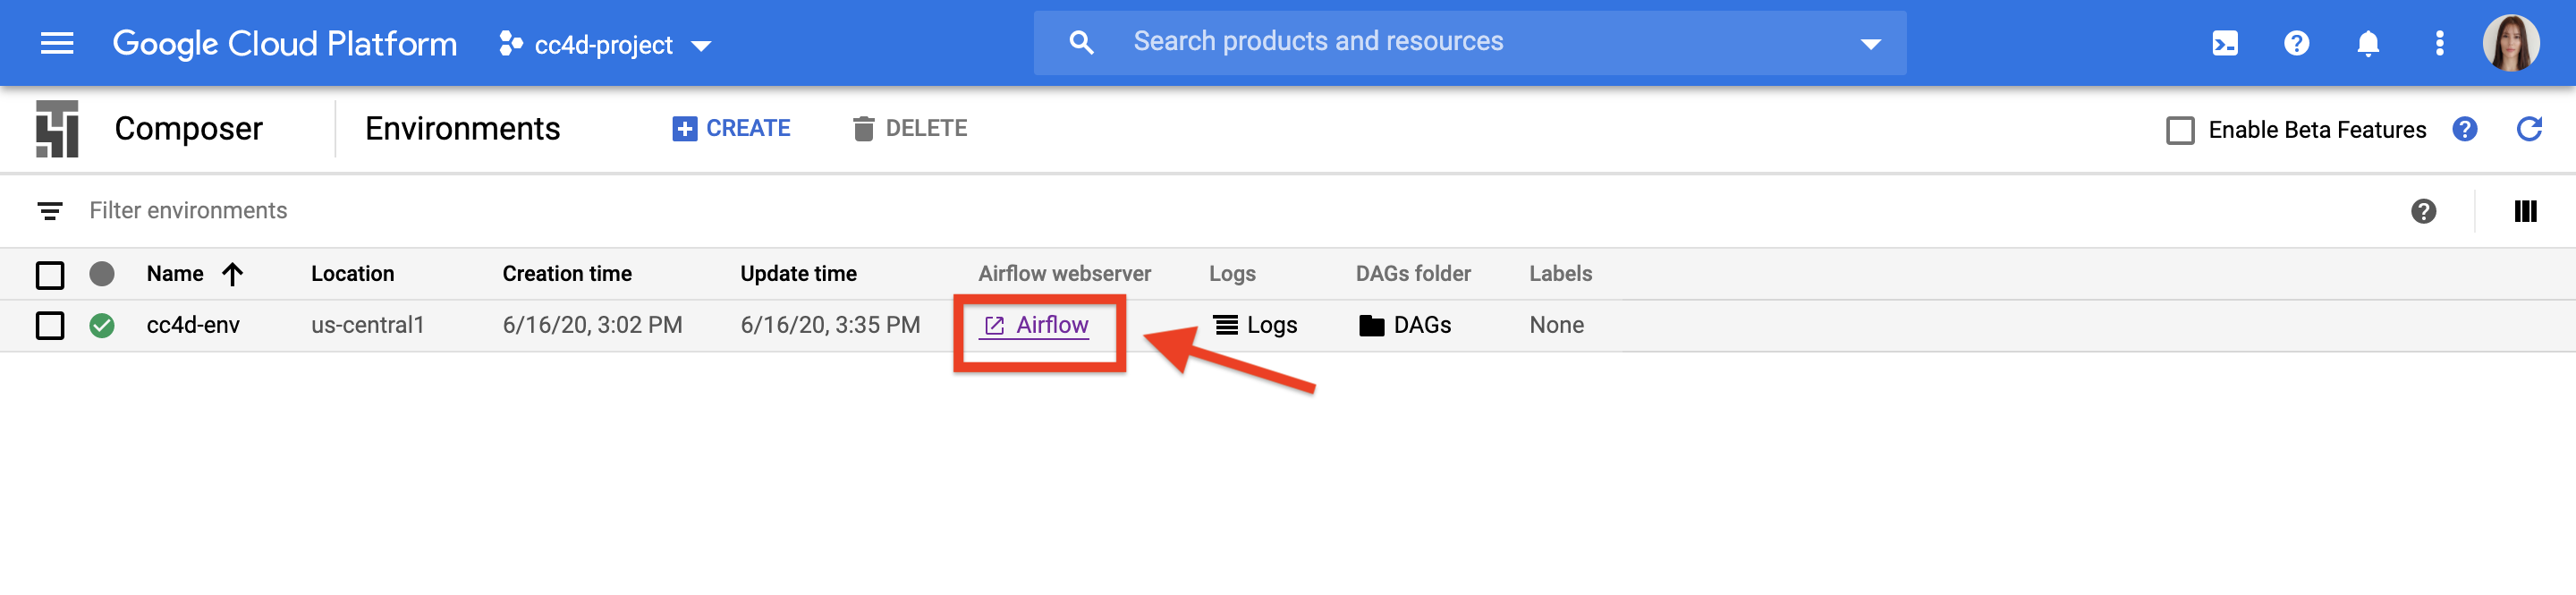 Google Cloud Platform cc4d-project Search products and resources
Composer Environments CREATE DELETE Enable Beta Features
Filter environments
Name Location Creation time Update time Airflow webserver Logs DAGs folder Labels
cc4d-env us-central1 6/16/20, 3:02 PM 6/16/20, 3:35 PM Airflow Logs DAGs None